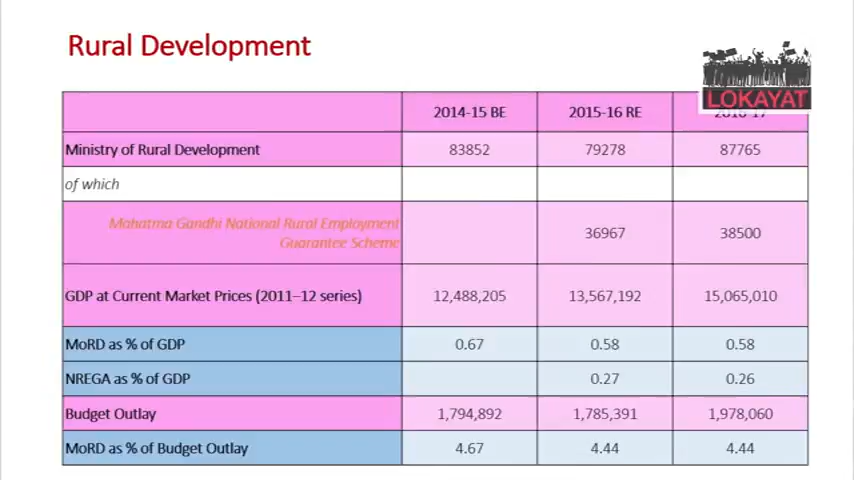 Rural Development
LOKAYAT
2014-15 BE 2015-16 RE 2016-17
Ministry of Rural Development 83852 79278 87765
of which
Mahatma Gandhi National Rural Employment
Guarantee Scheme 36967 38500
GDP at Current Market Prices (2011–12 series) 12,488,205 13,567,192 15,065,010
MoRD as % of GDP 0.67 0.58 0.58
NREGA as % of GDP 0.27 0.26
Budget Outlay 1,794,892 1,785,391 1,978,060
MoRD as % of Budget Outlay 4.67 4.44 4.44